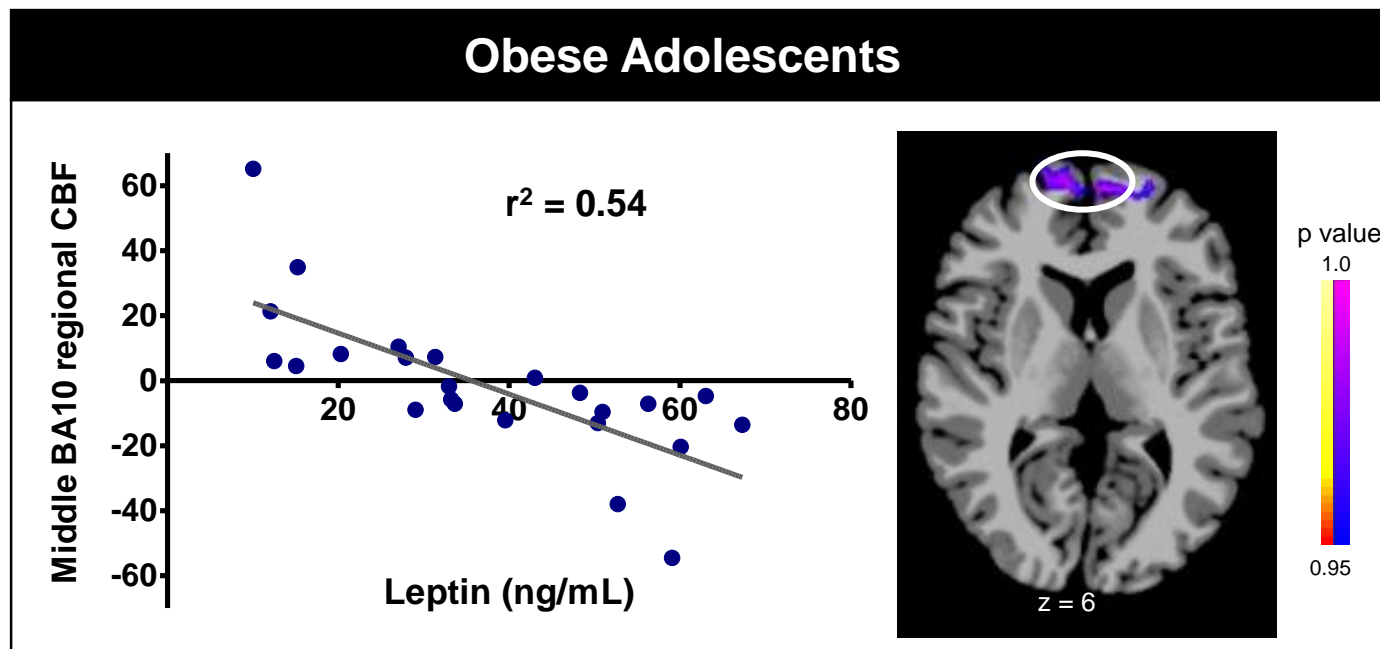 Obese Adolescents
Middle BA10 regional CBF
60
40
20
0
-20
-40
-60
20
40
60
80
r² = 0.54
Leptin (ng/mL)
z = 6
p value
1.0
0.95